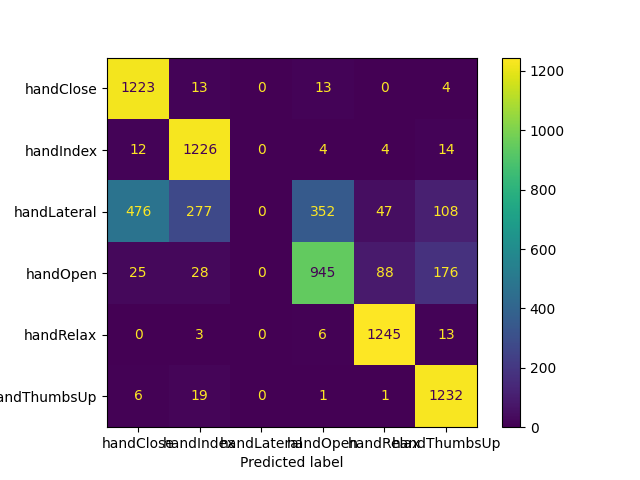 handClose 1223 13 0 13 0 4
handIndex 12 1226 0 4 4 14
handLateral 476 277 0 352 47 108
handOpen 25 28 0 945 88 176
handRelax 0 3 0 6 1245 13
andThumbsUp 6 19 0 1 1 1232
handClose handIndex handLateral handOpen handRelax handThumbsUp
Predicted label
1200
1000
800
600
400
200
0